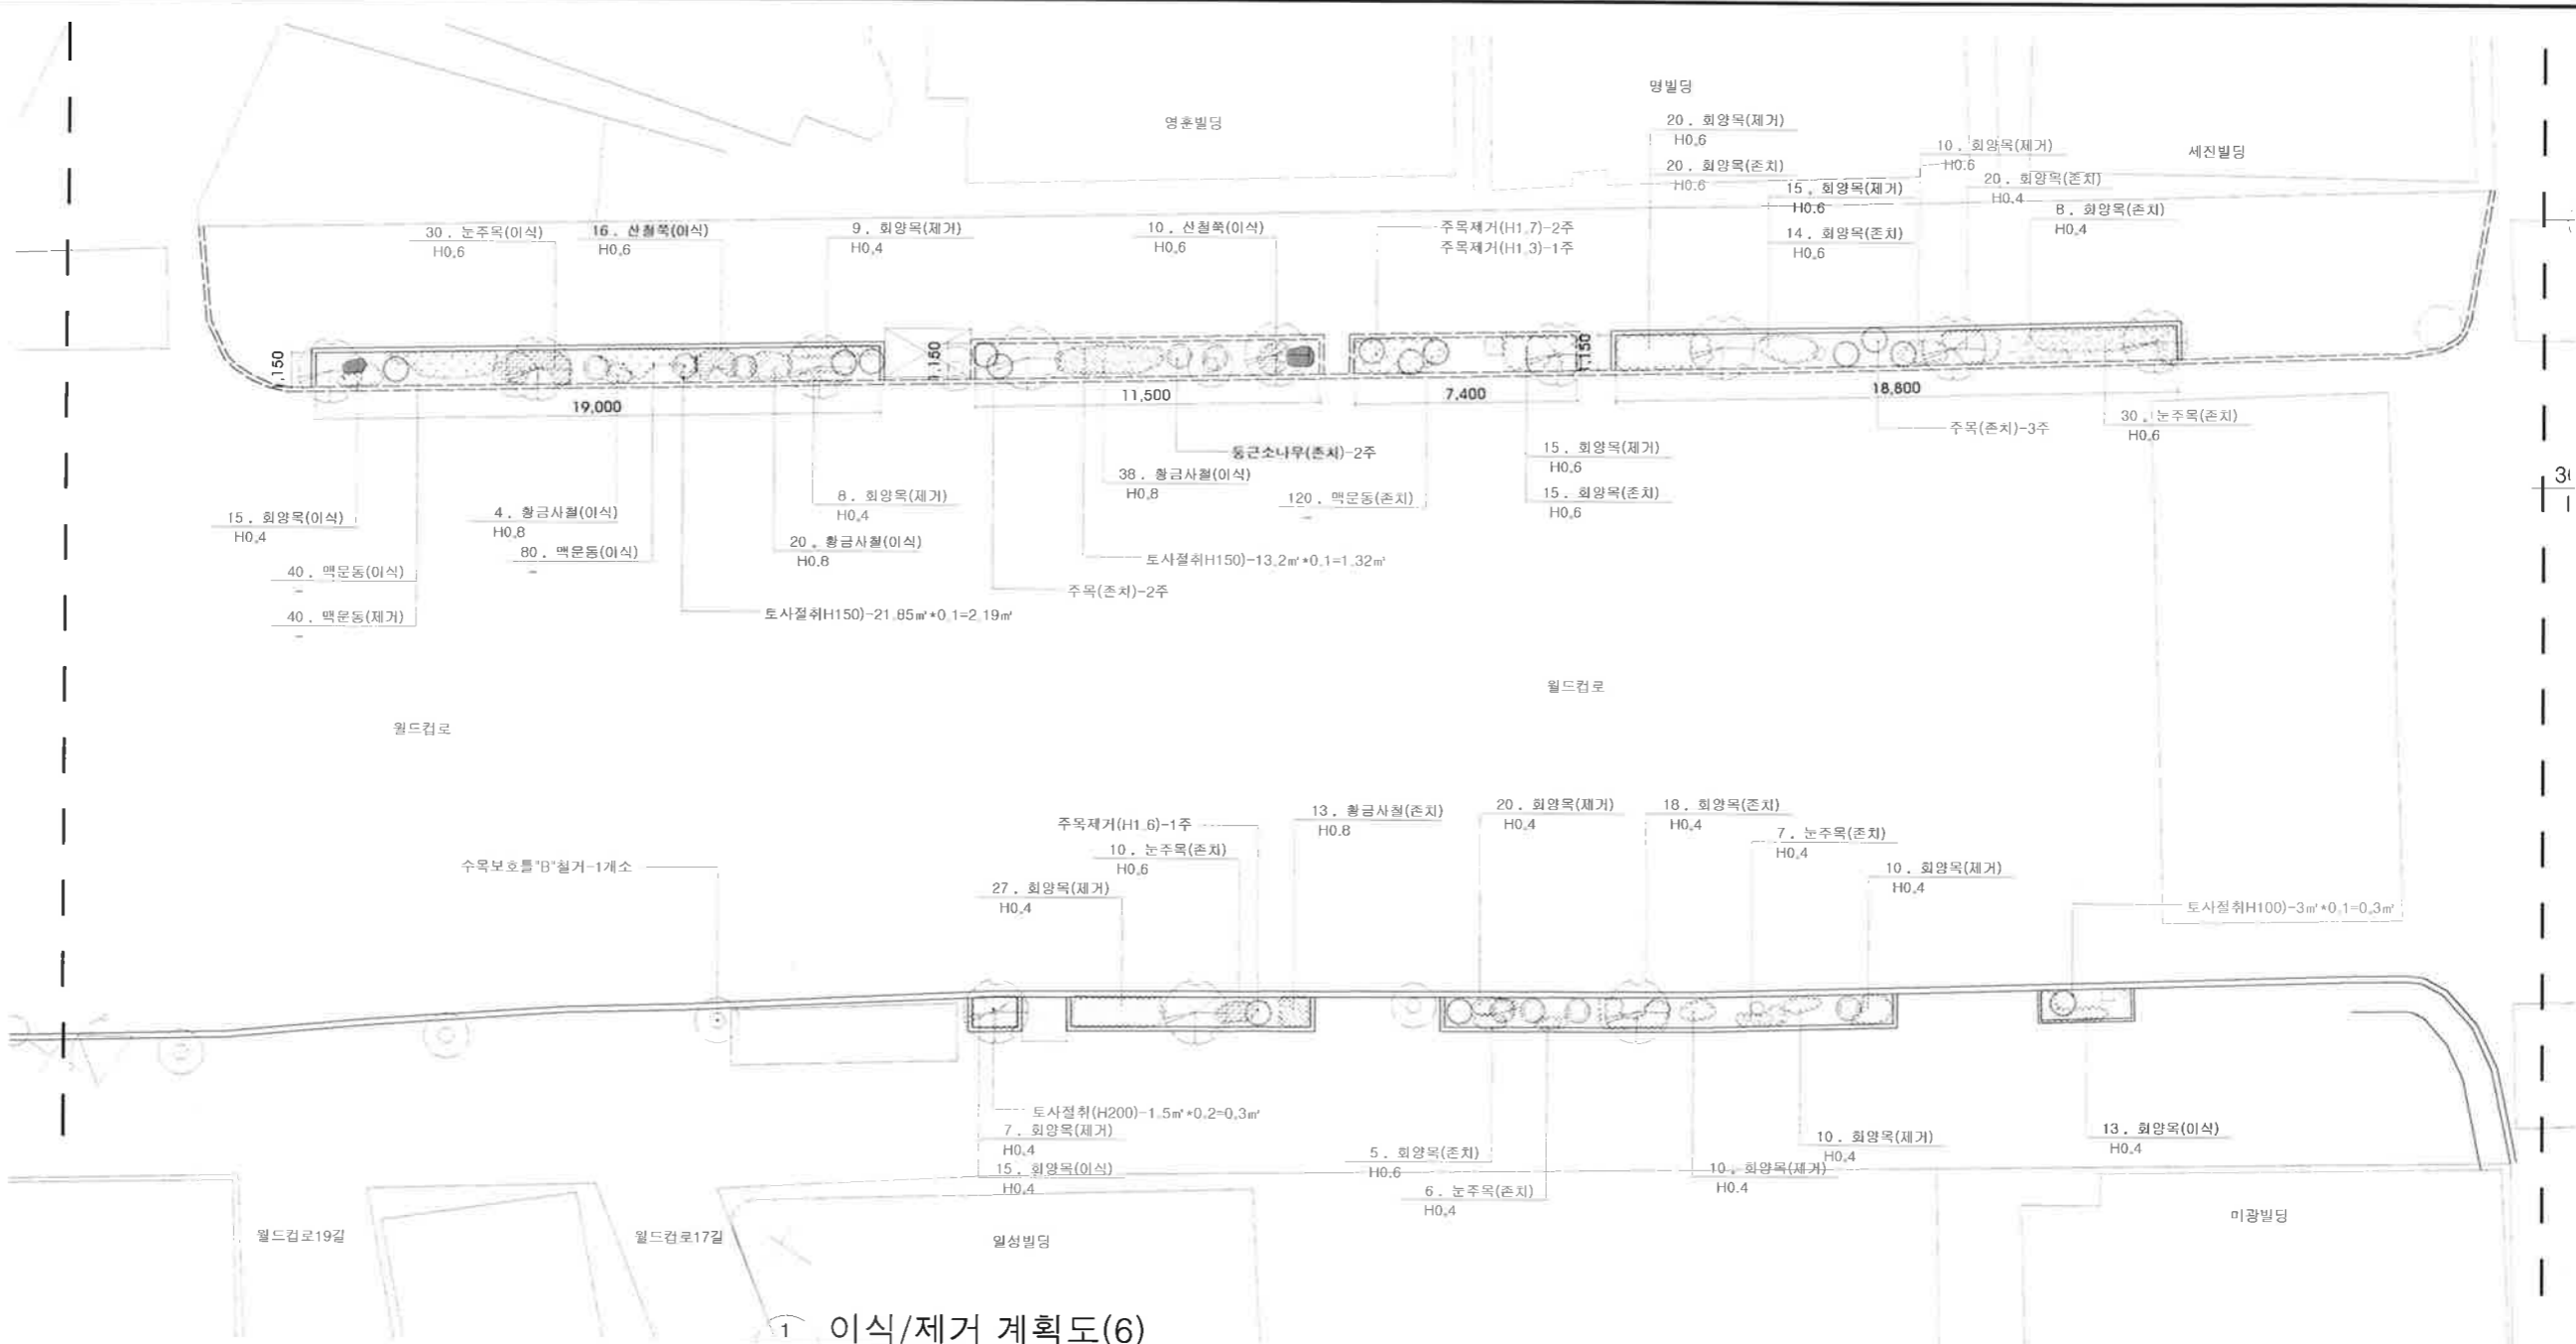 명빌딩
영훈빌딩
세진빌딩
20. 회양목(제거)
H0.6
20. 회양목(존치)
H0.6
10. 회양목(제거)
H0.6
15. 회양목(제거)
H0.6
20. 회양목(존치)
H0.4
14. 회양목(존치)
H0.6
8. 회양목(존치)
H0.4
30. 눈주목(이식)
H0.6
16. 산철쭉(이식)
H0.6
9. 회양목(제거)
H0.4
10. 산철쭉(이식)
H0.6
주목제거(H1.7)-2주
주목제거(H1.3)-1주
1,150
1,150
1,150
19,000
11,500
7,400
18,800
15. 회양목(이식)
H0.4
40. 맥문동(이식)
-
40. 맥문동(제거)
-
4. 황금사철(이식)
H0.8
80. 맥문동(이식)
-
8. 회양목(제거)
H0.4
20. 황금사철(이식)
H0.8
토사절취H150)-21.85㎡*0.1=2.19㎥
둥근소나무(존치)-2주
38. 황금사철(이식)
H0.8
120. 맥문동(존치)
-
토사절취H150)-13.2㎡*0.1=1.32㎥
주목(존치)-2주
15. 회양목(제거)
H0.6
15. 회양목(존치)
H0.6
주목(존치)-3주
30. 눈주목(존치)
H0.6
월드컵로
월드컵로
수목보호틀"B"철거-1개소
주목제거(H1.6)-1주
10. 눈주목(존치)
H0.6
27. 회양목(제거)
H0.4
13. 황금사철(존치)
H0.8
20. 회양목(제거)
H0.4
18. 회양목(존치)
H0.4
7. 눈주목(존치)
H0.4
10. 회양목(제거)
H0.4
토사절취H100)-3㎡*0.1=0.3㎥
토사절취(H200)-1.5㎡*0.2=0.3㎥
7. 회양목(제거)
H0.4
15. 회양목(이식)
H0.4
5. 회양목(존치)
H0.6
6. 눈주목(존치)
H0.4
10. 회양목(제거)
H0.4
10. 회양목(제거)
H0.4
13. 회양목(이식)
H0.4
월드컵로19길
월드컵로17길
일성빌딩
미광빌딩
1 이식/제거 계획도(6)